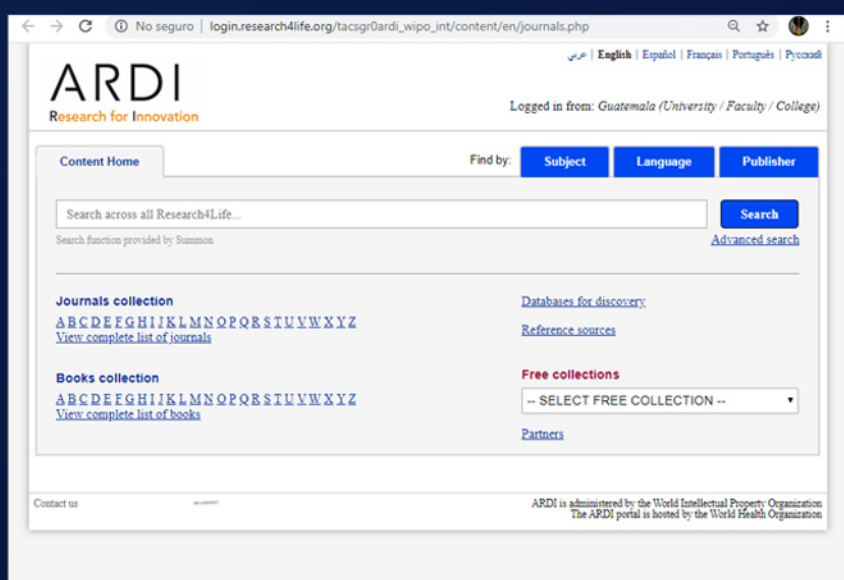 No seguro | login.research4life.org/tacsgr0ardi_wipo_int/content/en/journals.php
عربي | English | Español | Français | Português | Русский
ARDI
Research for Innovation
Logged in from: Guatemala (University / Faculty / College)
Content Home
Find by:
Subject
Language
Publisher
Search across all Research4Life...
Search
Search function provided by Summon
Advanced search
Journals collection
A B C D E F G H I J K L M N O P Q R S T U V W X Y Z
View complete list of journals
Databases for discovery
Reference sources
Books collection
A B C D E F G H I J K L M N O P Q R S T U V W X Y Z
View complete list of books
Free collections
-- SELECT FREE COLLECTION --
Partners
Contact us
ARDI is administered by the World Intellectual Property Organization
The ARDI portal is hosted by the World Health Organization